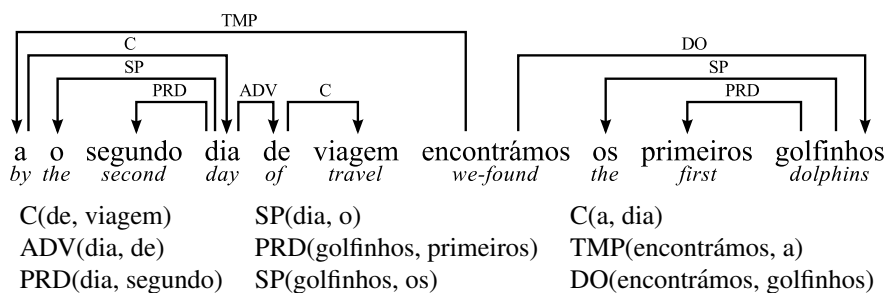 TMP
C DO
SP SP
PRD ADV C PRD
a o segundo dia de viagem encontrámos os primeiros golfinhos
by the second day of travel we-found the first dolphins
C(de, viagem) SP(dia, o) C(a, dia)
ADV(dia, de) PRD(golfinhos, primeiros) TMP(encontrámos, a)
PRD(dia, segundo) SP(golfinhos, os) DO(encontrámos, golfinhos)